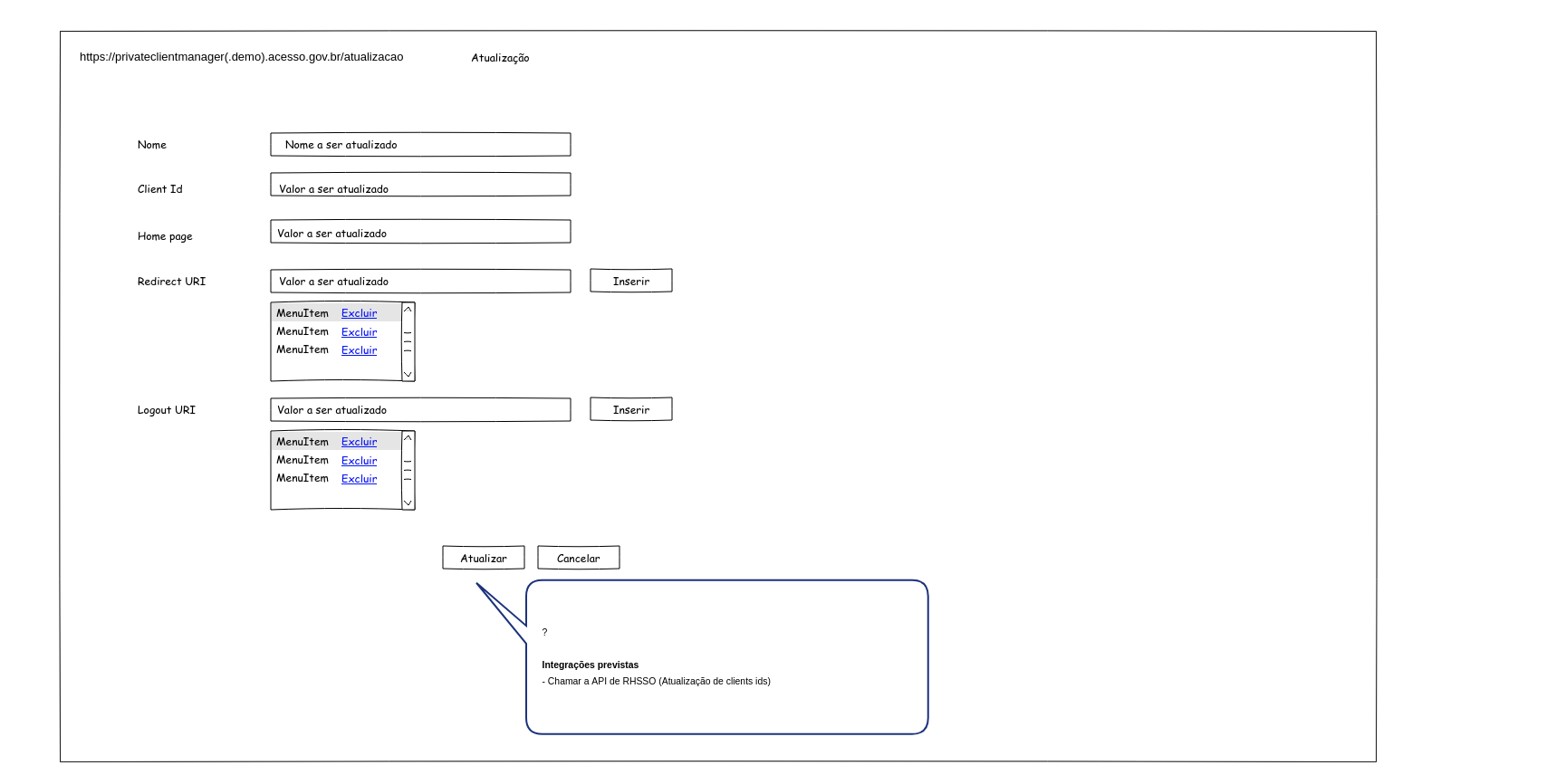 https://privateclientmanager(.demo).acesso.gov.br/atualizacao Atualização
Nome Nome a ser atualizado
Client Id Valor a ser atualizado
Home page Valor a ser atualizado
Redirect URI Valor a ser atualizado Inserir
MenuItem Excluir
MenuItem Excluir
MenuItem Excluir
Logout URI Valor a ser atualizado Inserir
MenuItem Excluir
MenuItem Excluir
MenuItem Excluir
Atualizar Cancelar
?
Integrações previstas
- Chamar a API de RHSSO (Atualização de clients ids)